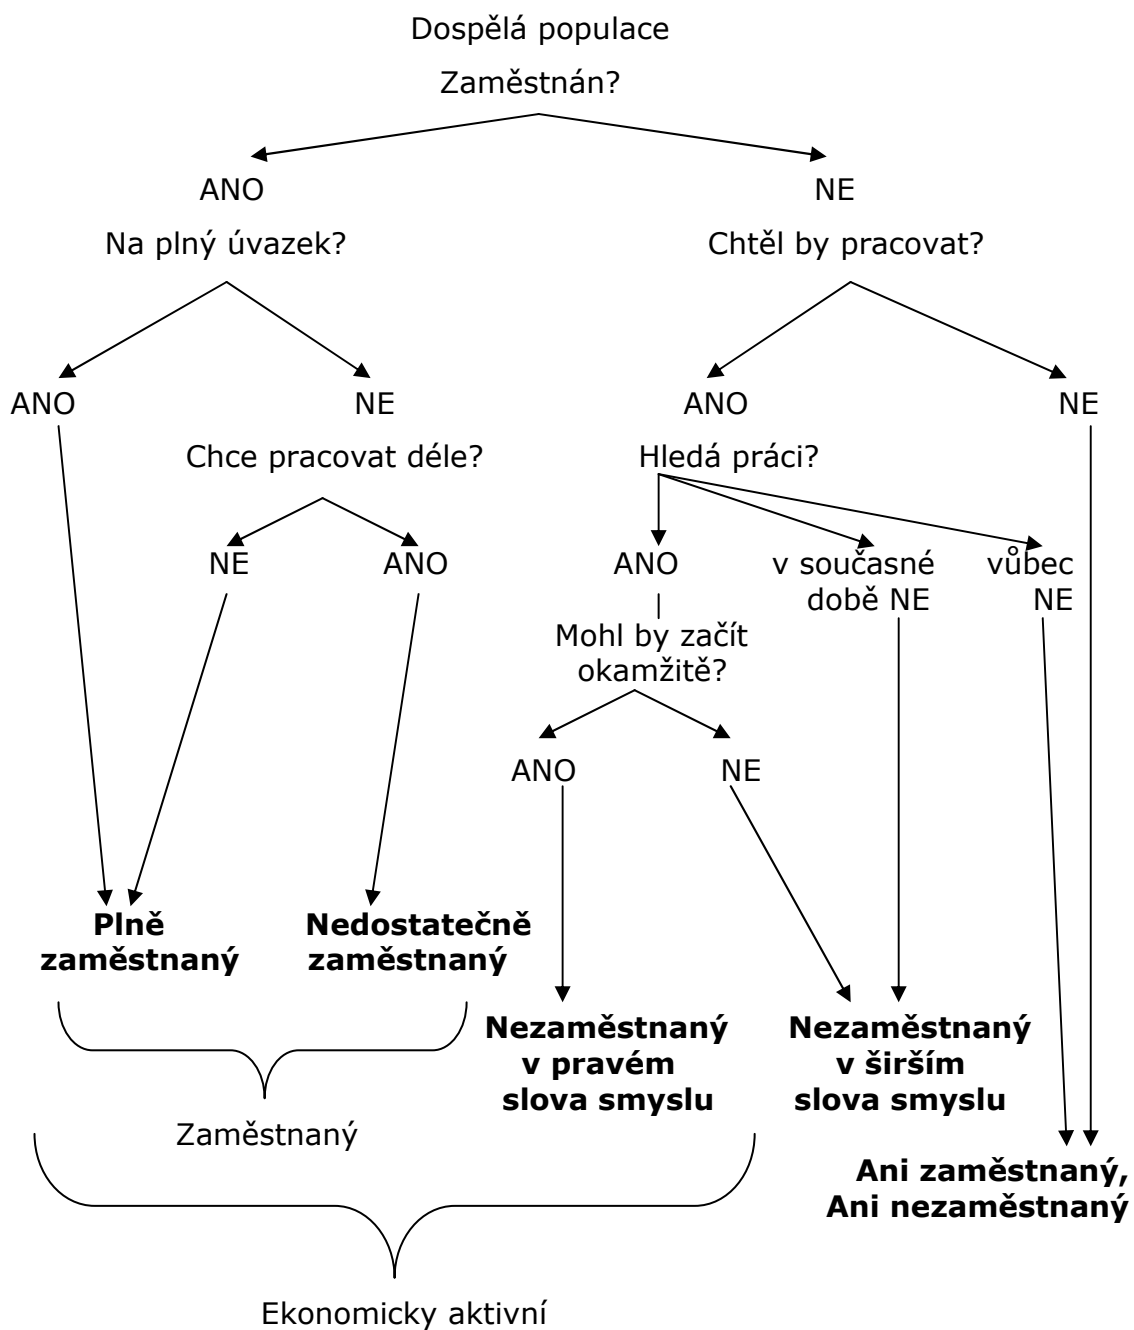 Dospělá populace
Zaměstnán?
ANO
NE
Na plný úvazek?
Chtěl by pracovat?
ANO
NE
ANO
NE
Chce pracovat déle?
Hledá práci?
NE
ANO
ANO
v současné
době NE
vůbec
NE
Mohl by začít
okamžitě?
ANO
NE
Plně
zaměstnaný
Nedostatečně
zaměstnaný
Nezaměstnaný
v pravém
slova smyslu
Nezaměstnaný
v širším
slova smyslu
Zaměstnaný
Ani zaměstnaný,
Ani nezaměstnaný
Ekonomicky aktivní